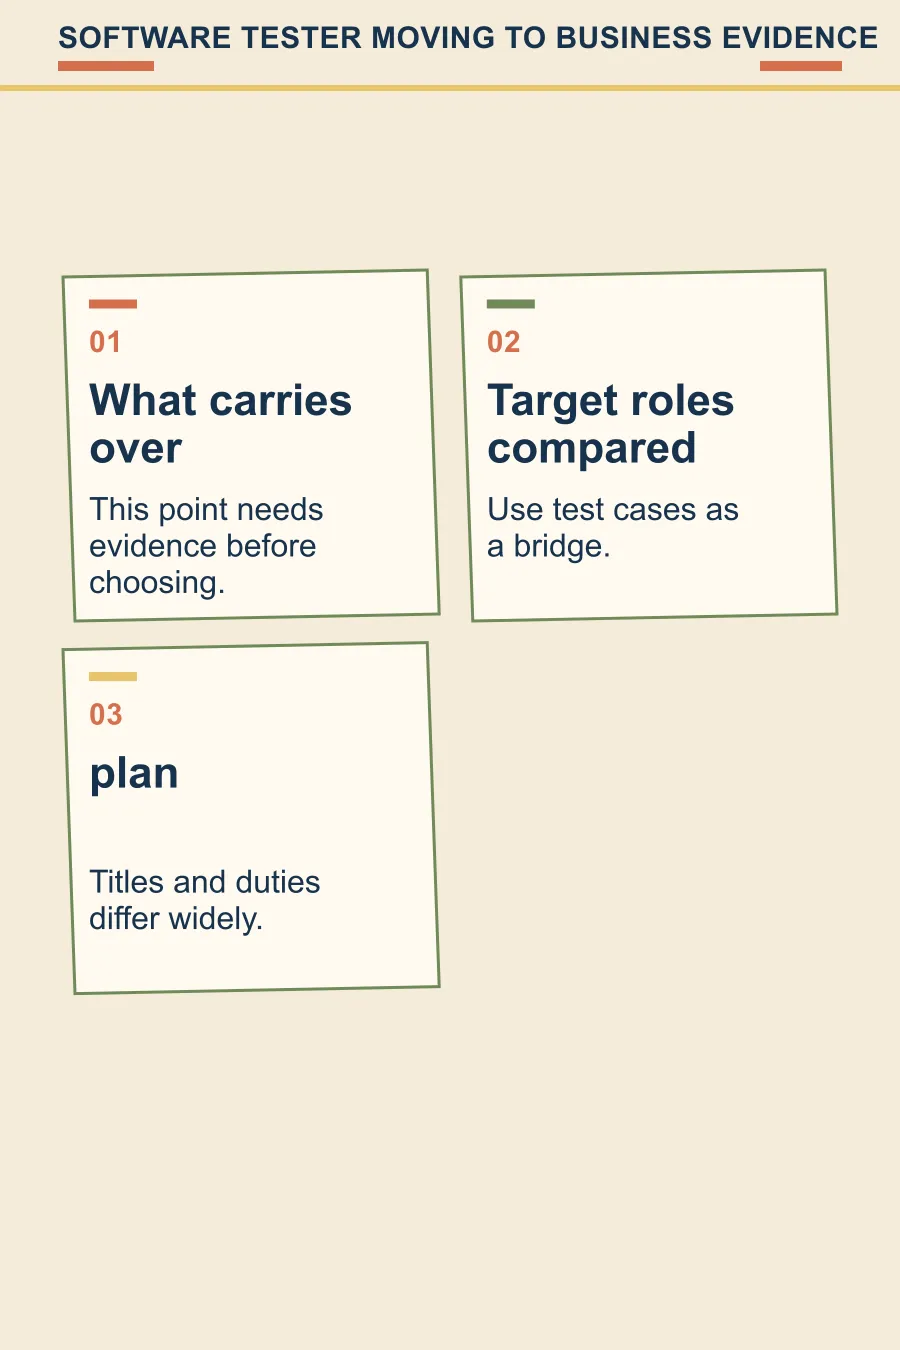 SOFTWARE TESTER MOVING TO BUSINESS EVIDENCE
01
What carries
over
This point needs
evidence before
choosing.
02
Target roles
compared
Use test cases as
a bridge.
03
plan
Titles and duties
differ widely.